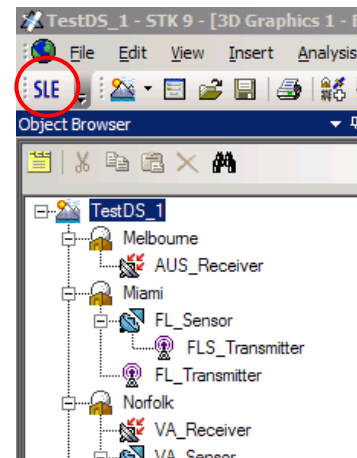 TestDS_1 - STK 9 - [3D Graphics 1 -
File Edit View Insert Analysis
SLE
Object Browser
TestDS_1
Melbourne
AUS_Receiver
Miami
FL_Sensor
FLS_Transmitter
FL_Transmitter
Norfolk
VA_Receiver
VA_Sensor